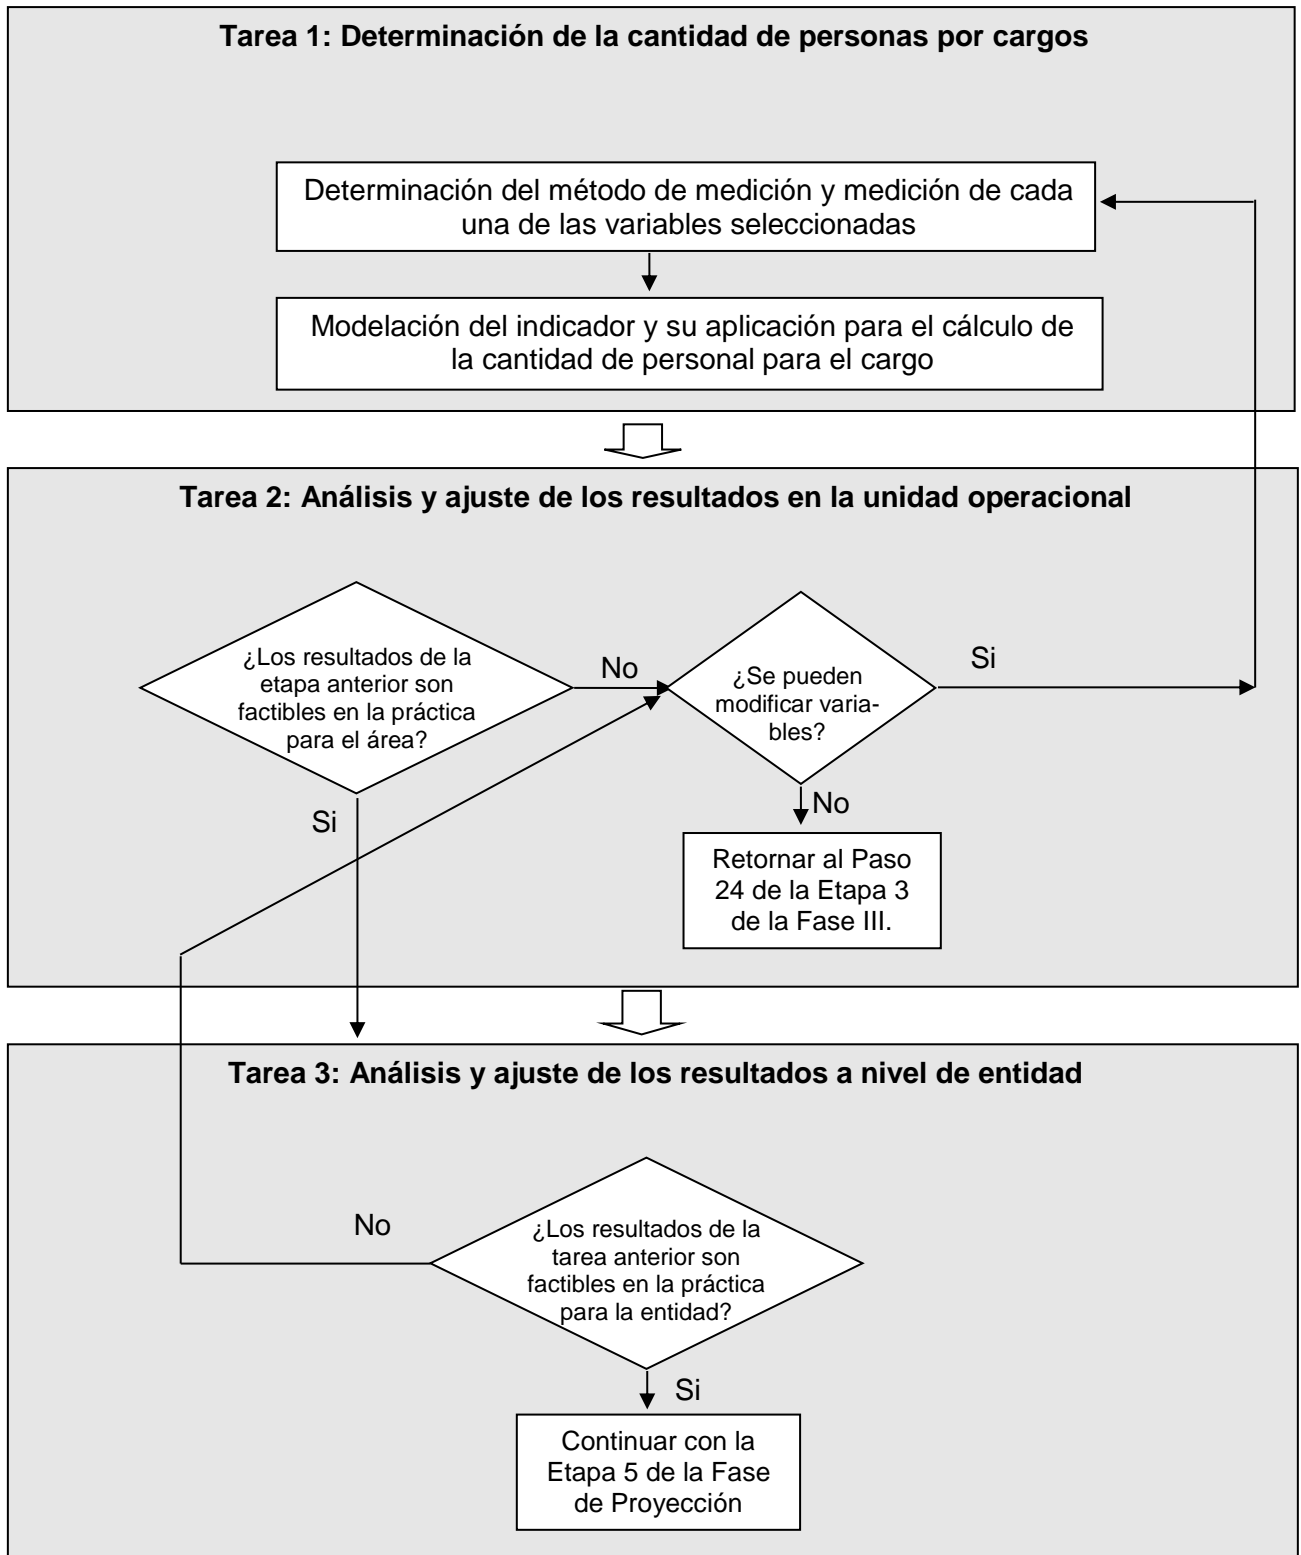 Tarea 1: Determinación de la cantidad de personas por cargos
Determinación del método de medición y medición de cada
una de las variables seleccionadas
Modelación del indicador y su aplicación para el cálculo de
la cantidad de personal para el cargo
Tarea 2: Análisis y ajuste de los resultados en la unidad operacional
¿Los resultados de la
etapa anterior son
factibles en la práctica
para el área?
No
¿Se pueden
modificar varia-
bles?
Si
Si
No
Retornar al Paso
24 de la Etapa 3
de la Fase III.
Tarea 3: Análisis y ajuste de los resultados a nivel de entidad
No
¿Los resultados de la
tarea anterior son
factibles en la práctica
para la entidad?
Si
Continuar con la
Etapa 5 de la Fase
de Proyección